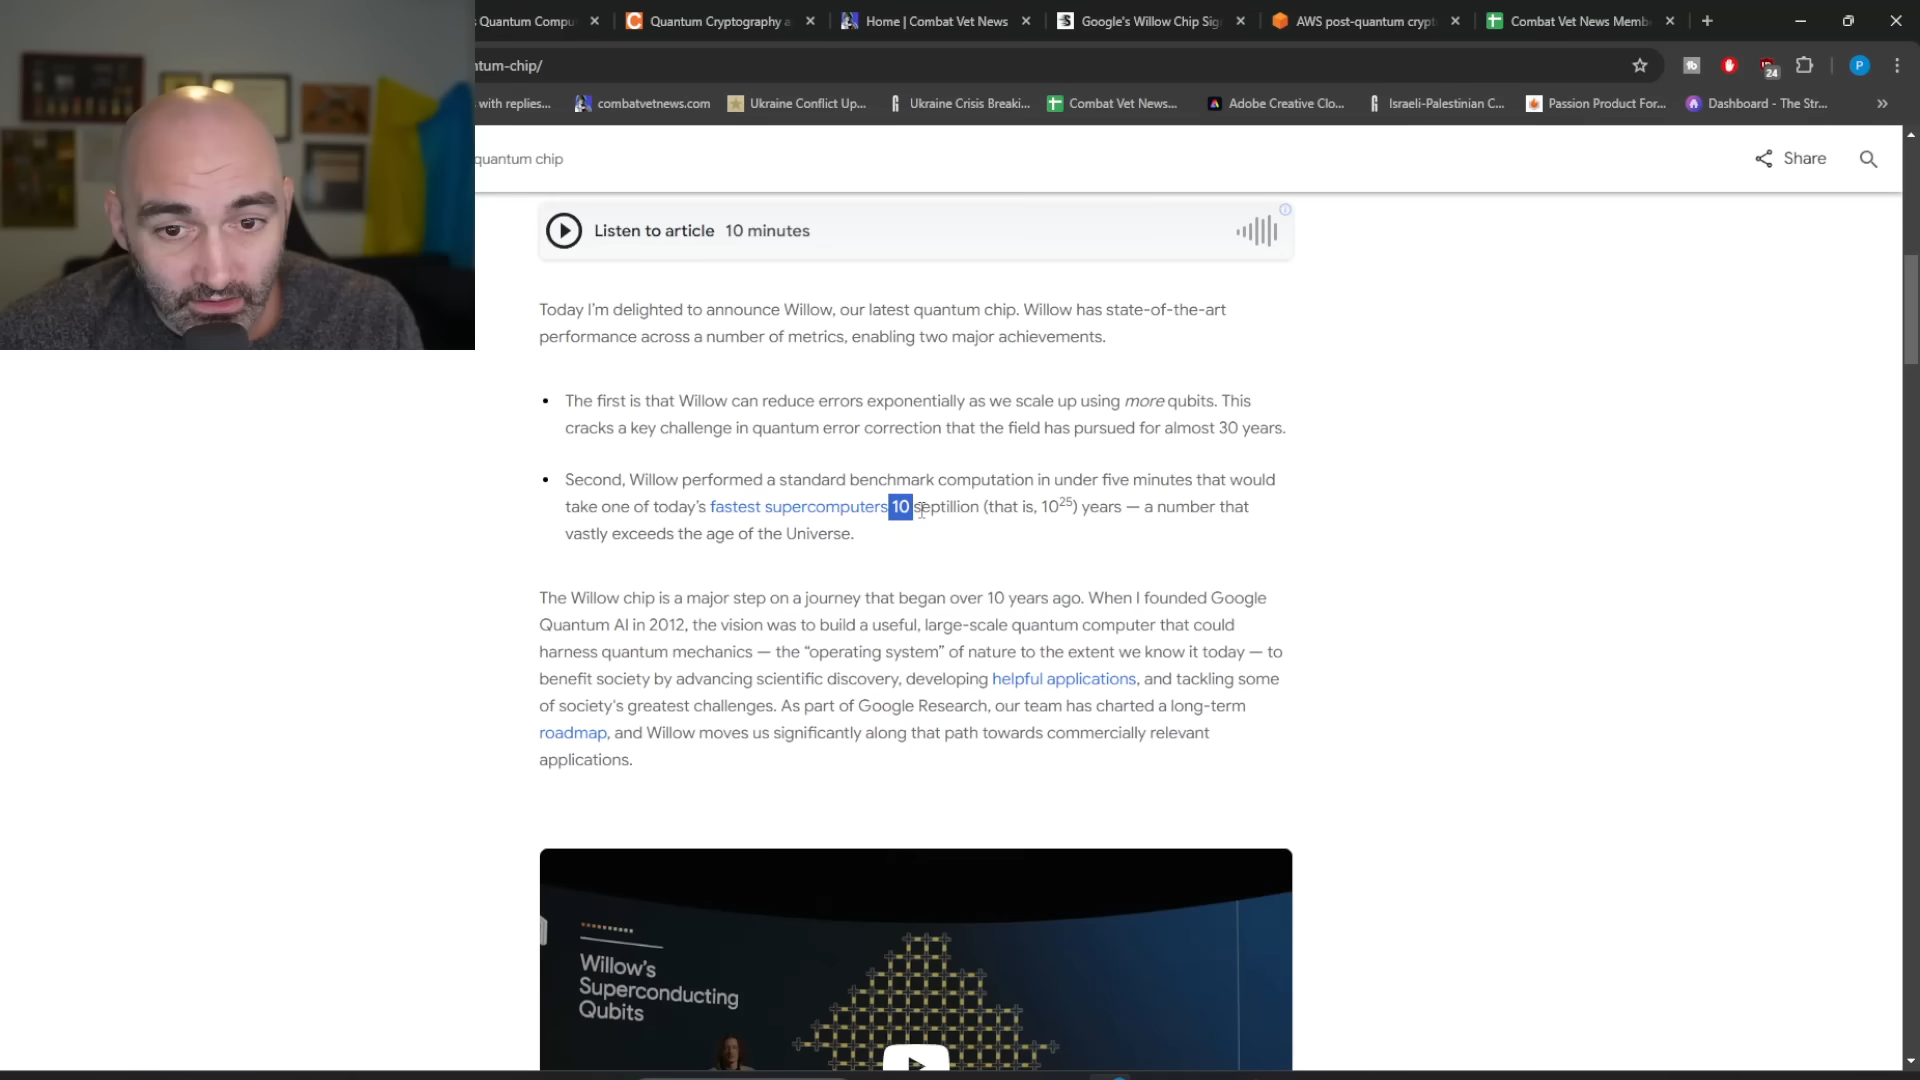 Quantum Compu
Quantum Cryptography a
Home | Combat Vet News
Google's Willow Chip Sig
AWS post-quantum crypt
Combat Vet News Memb
ntum-chip/
24
P
with replies...
combatvetnews.com
Ukraine Conflict Up...
Ukraine Crisis Breaki...
Combat Vet News...
Adobe Creative Clo...
Israeli-Palestinian C...
Passion Product For...
Dashboard - The Str...
quantum chip
Share
Listen to article 10 minutes
Today I’m delighted to announce Willow, our latest quantum chip. Willow has state-of-the-art
performance across a number of metrics, enabling two major achievements.
• The first is that Willow can reduce errors exponentially as we scale up using more qubits. This
cracks a key challenge in quantum error correction that the field has pursued for almost 30 years.
• Second, Willow performed a standard benchmark computation in under five minutes that would
take one of today’s fastest supercomputers 10 septillion (that is, 10²⁵) years — a number that
vastly exceeds the age of the Universe.
The Willow chip is a major step on a journey that began over 10 years ago. When I founded Google
Quantum AI in 2012, the vision was to build a useful, large-scale quantum computer that could
harness quantum mechanics — the “operating system” of nature to the extent we know it today — to
benefit society by advancing scientific discovery, developing helpful applications, and tackling some
of society's greatest challenges. As part of Google Research, our team has charted a long-term
roadmap, and Willow moves us significantly along that path towards commercially relevant
applications.
Willow's
Superconducting
Qubits